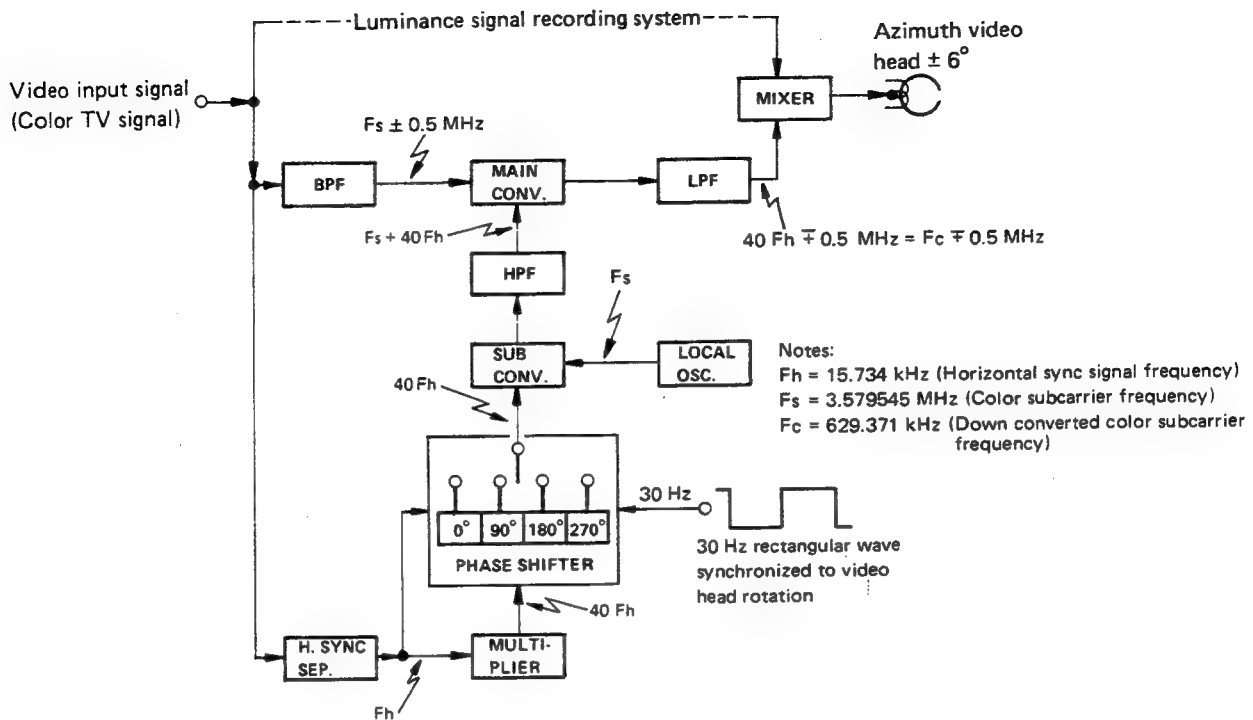 Luminance signal recording system
Azimuth video
head ± 6°
Video input signal
(Color TV signal)
MIXER
Fs ± 0.5 MHz
BPF
MAIN
CONV.
LPF
Fs + 40 Fh
40 Fh ∓ 0.5 MHz = Fc ∓ 0.5 MHz
HPF
Fs
SUB
CONV.
LOCAL
OSC.
Notes:
Fh = 15.734 kHz (Horizontal sync signal frequency)
Fs = 3.579545 MHz (Color subcarrier frequency)
Fc = 629.371 kHz (Down converted color subcarrier
frequency)
40 Fh
30 Hz
0° 90° 180° 270°
PHASE SHIFTER
30 Hz rectangular wave
synchronized to video
head rotation
40 Fh
H. SYNC
SEP.
MULTI-
PLIER
Fh